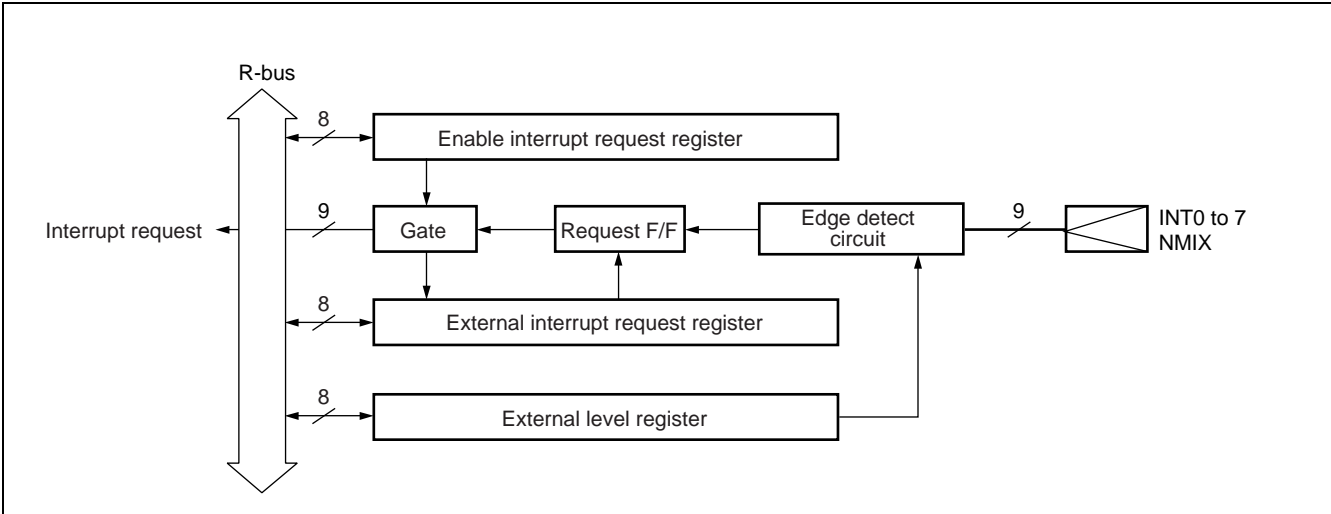 R-bus
8
Enable interrupt request register
Interrupt request
9
Gate
Request F/F
Edge detect
circuit
9
INT0 to 7
NMIX
8
External interrupt request register
8
External level register